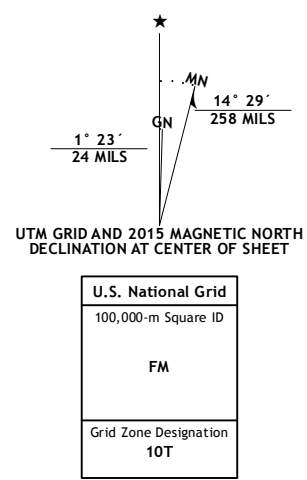 MN
14° 29´
258 MILS
GN
1° 23´
24 MILS
UTM GRID AND 2015 MAGNETIC NORTH
DECLINATION AT CENTER OF SHEET
U.S. National Grid
100,000-m Square ID
FM
Grid Zone Designation
10T